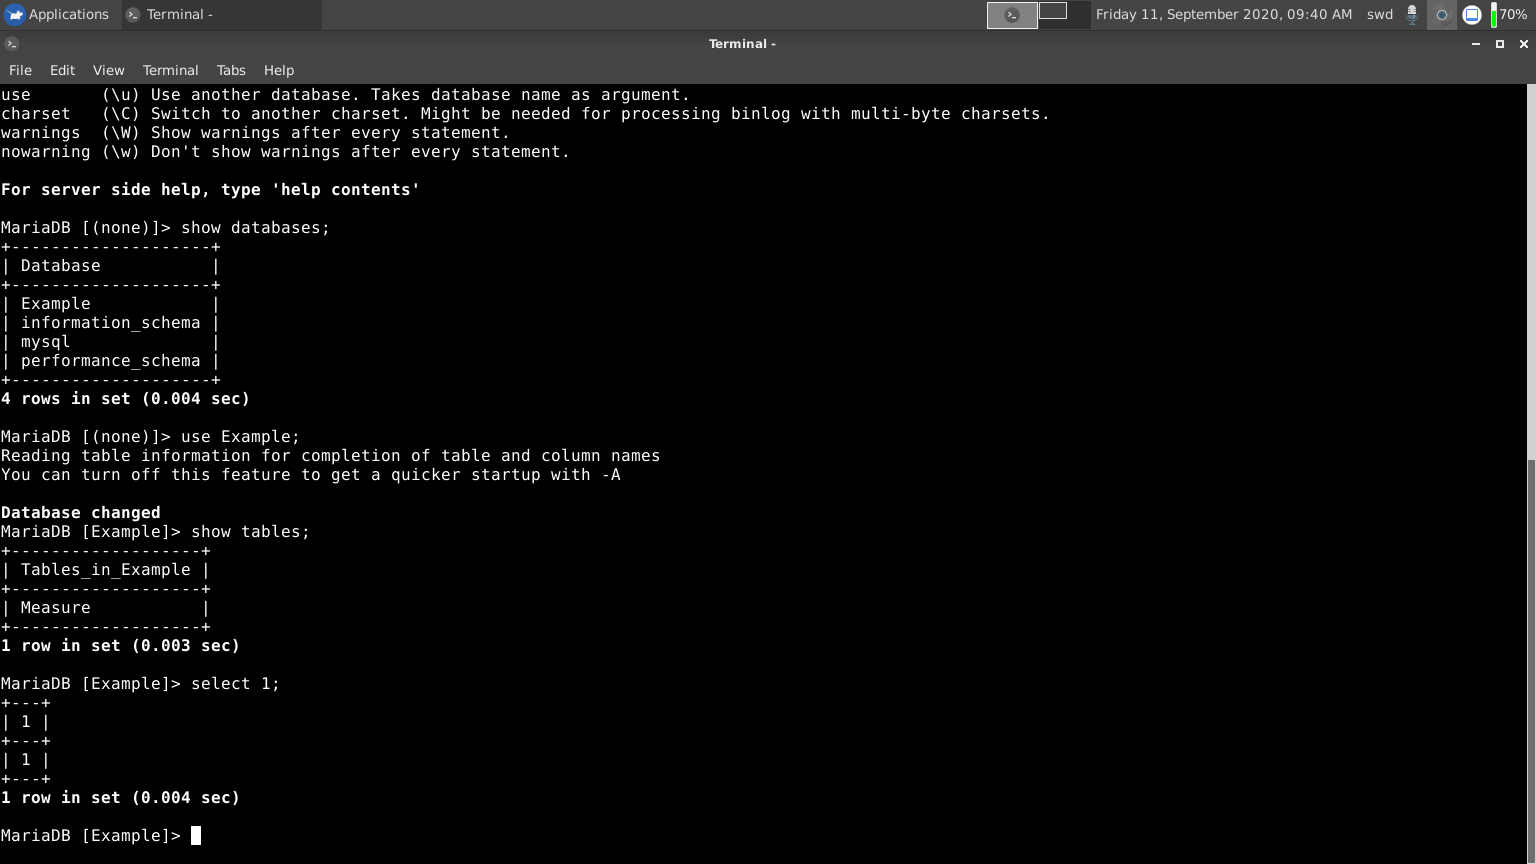 Applications Terminal - Friday 11, September 2020, 09:40 AM swd 70%
Terminal -
File Edit View Terminal Tabs Help
use       (\u) Use another database. Takes database name as argument.
charset   (\C) Switch to another charset. Might be needed for processing binlog with multi-byte charsets.
warnings  (\W) Show warnings after every statement.
nowarning (\w) Don't show warnings after every statement.
For server side help, type 'help contents'
MariaDB [(none)]> show databases;
+--------------------+
| Database           |
+--------------------+
| Example            |
| information_schema |
| mysql              |
| performance_schema |
+--------------------+
4 rows in set (0.004 sec)
MariaDB [(none)]> use Example;
Reading table information for completion of table and column names
You can turn off this feature to get a quicker startup with -A
Database changed
MariaDB [Example]> show tables;
+-------------------+
| Tables_in_Example |
+-------------------+
| Measure           |
+-------------------+
1 row in set (0.003 sec)
MariaDB [Example]> select 1;
+---+
| 1 |
+---+
| 1 |
+---+
1 row in set (0.004 sec)
MariaDB [Example]>